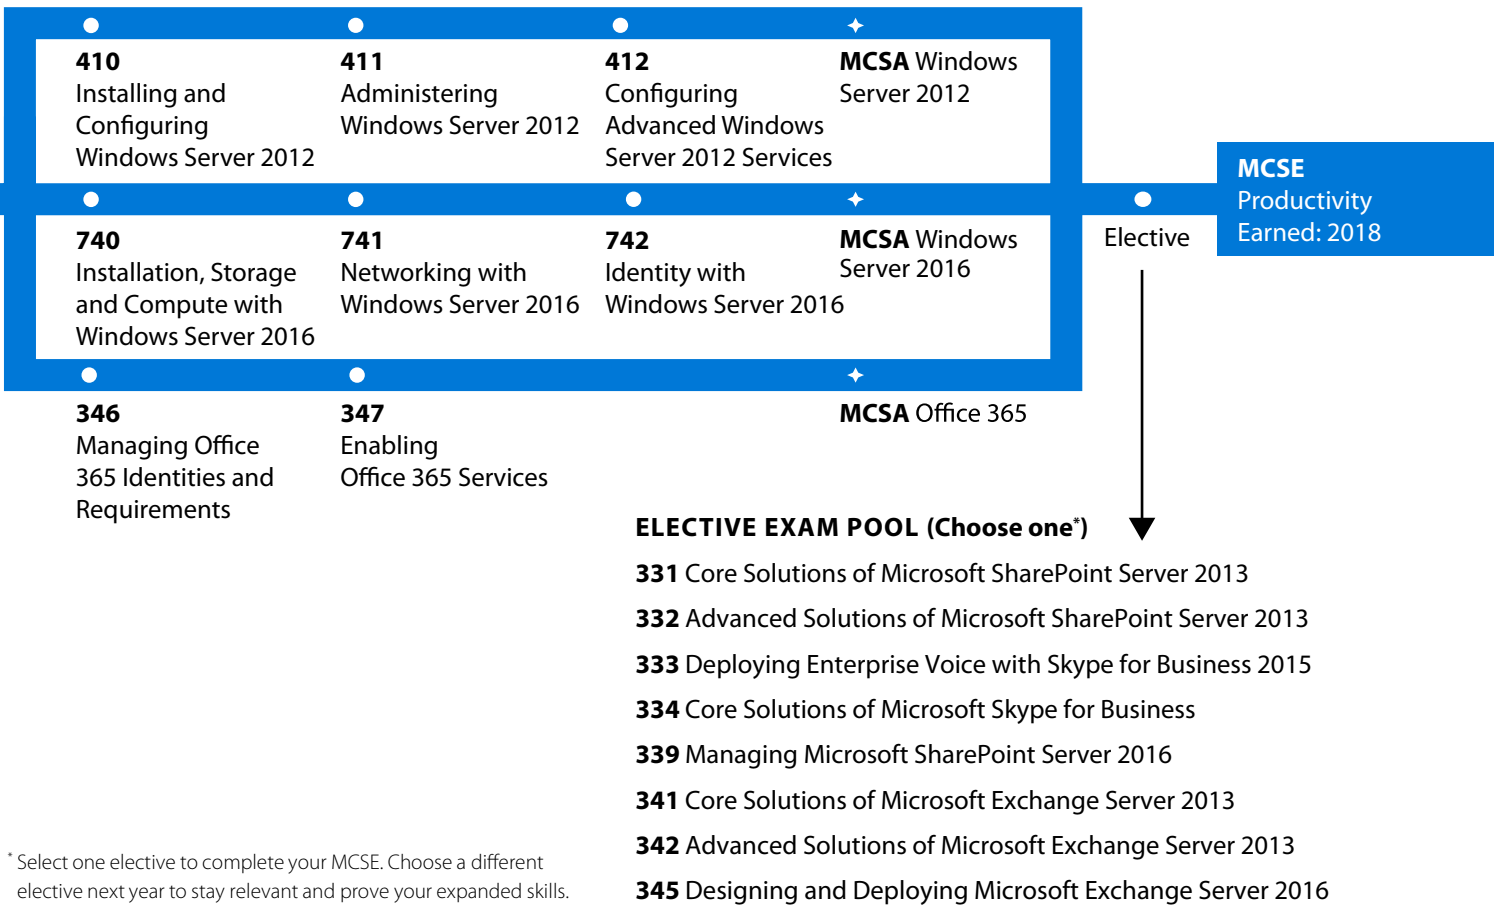 410
Installing and
Configuring
Windows Server 2012
411
Administering
Windows Server 2012
412
Configuring
Advanced Windows
Server 2012 Services
MCSA Windows
Server 2012
740
Installation, Storage
and Compute with
Windows Server 2016
741
Networking with
Windows Server 2016
742
Identity with
Windows Server 2016
MCSA Windows
Server 2016
Elective
MCSE
Productivity
Earned: 2018
346
Managing Office
365 Identities and
Requirements
347
Enabling
Office 365 Services
MCSA Office 365
ELECTIVE EXAM POOL (Choose one*)
331 Core Solutions of Microsoft SharePoint Server 2013
332 Advanced Solutions of Microsoft SharePoint Server 2013
333 Deploying Enterprise Voice with Skype for Business 2015
334 Core Solutions of Microsoft Skype for Business
339 Managing Microsoft SharePoint Server 2016
341 Core Solutions of Microsoft Exchange Server 2013
342 Advanced Solutions of Microsoft Exchange Server 2013
345 Designing and Deploying Microsoft Exchange Server 2016
* Select one elective to complete your MCSE. Choose a different
elective next year to stay relevant and prove your expanded skills.